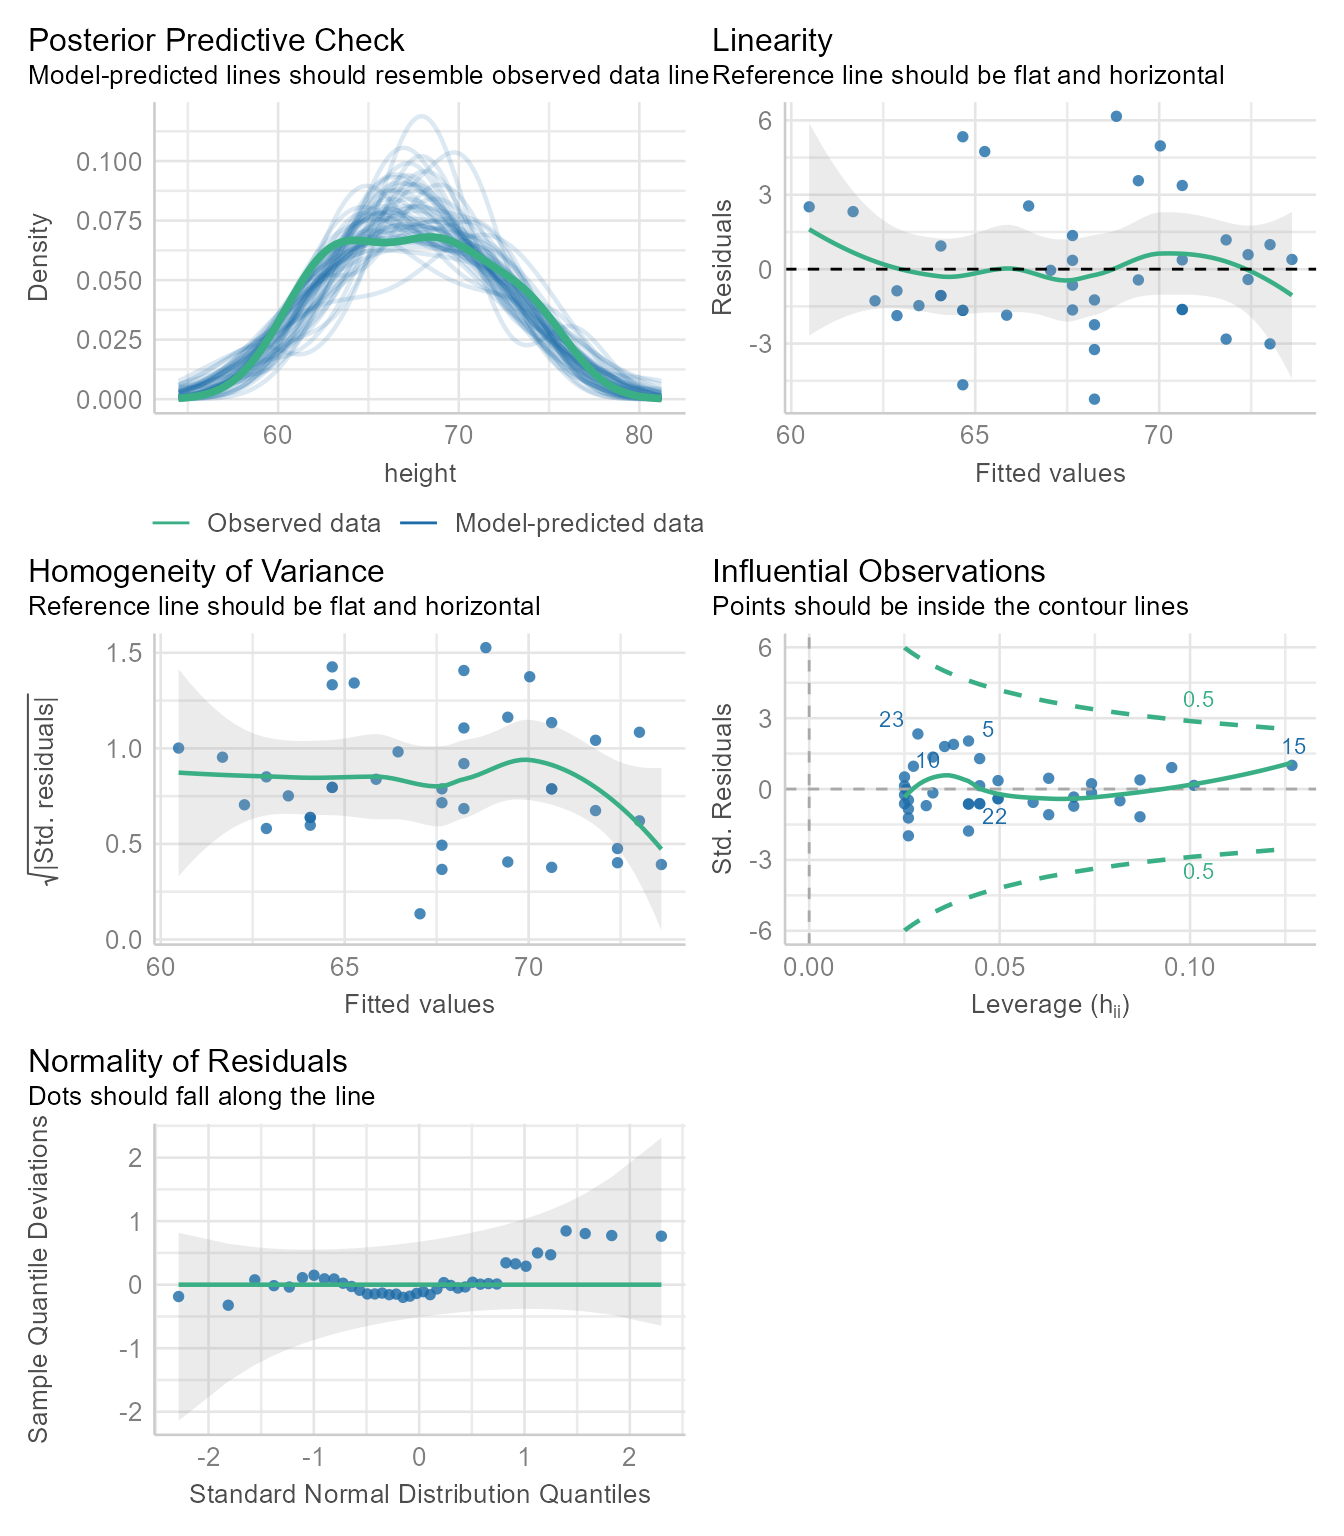 Posterior Predictive Check
Model-predicted lines should resemble observed data line
Density
0.100
0.075
0.050
0.025
0.000
60
70
80
height
Observed data
Model-predicted data
Linearity
Reference line should be flat and horizontal
Residuals
6
3
0
-3
60
65
70
Fitted values
Homogeneity of Variance
Reference line should be flat and horizontal
√|Std. residuals|
1.5
1.0
0.5
0.0
60
65
70
Fitted values
Influential Observations
Points should be inside the contour lines
Std. Residuals
6
3
0
-3
-6
0.5
23
5
15
10
22
0.5
0.00
0.05
0.10
Leverage (hii)
Normality of Residuals
Dots should fall along the line
Sample Quantile Deviations
2
1
0
-1
-2
-2
-1
0
1
2
Standard Normal Distribution Quantiles